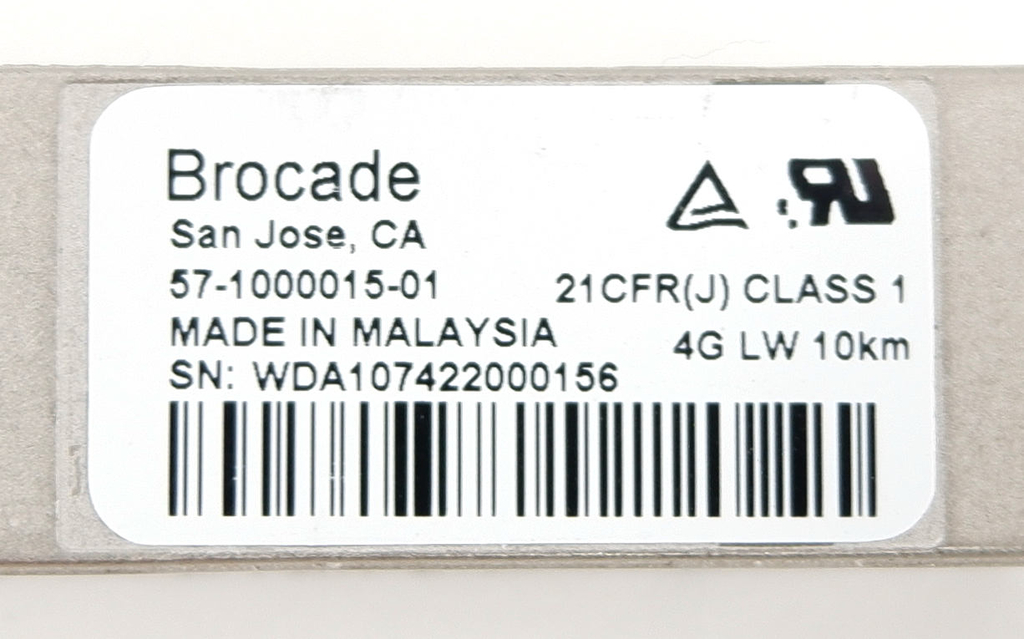 Brocade
San Jose, CA
57-1000015-01
21CFR(J) CLASS 1
MADE IN MALAYSIA
4G LW 10km
SN: WDA107422000156